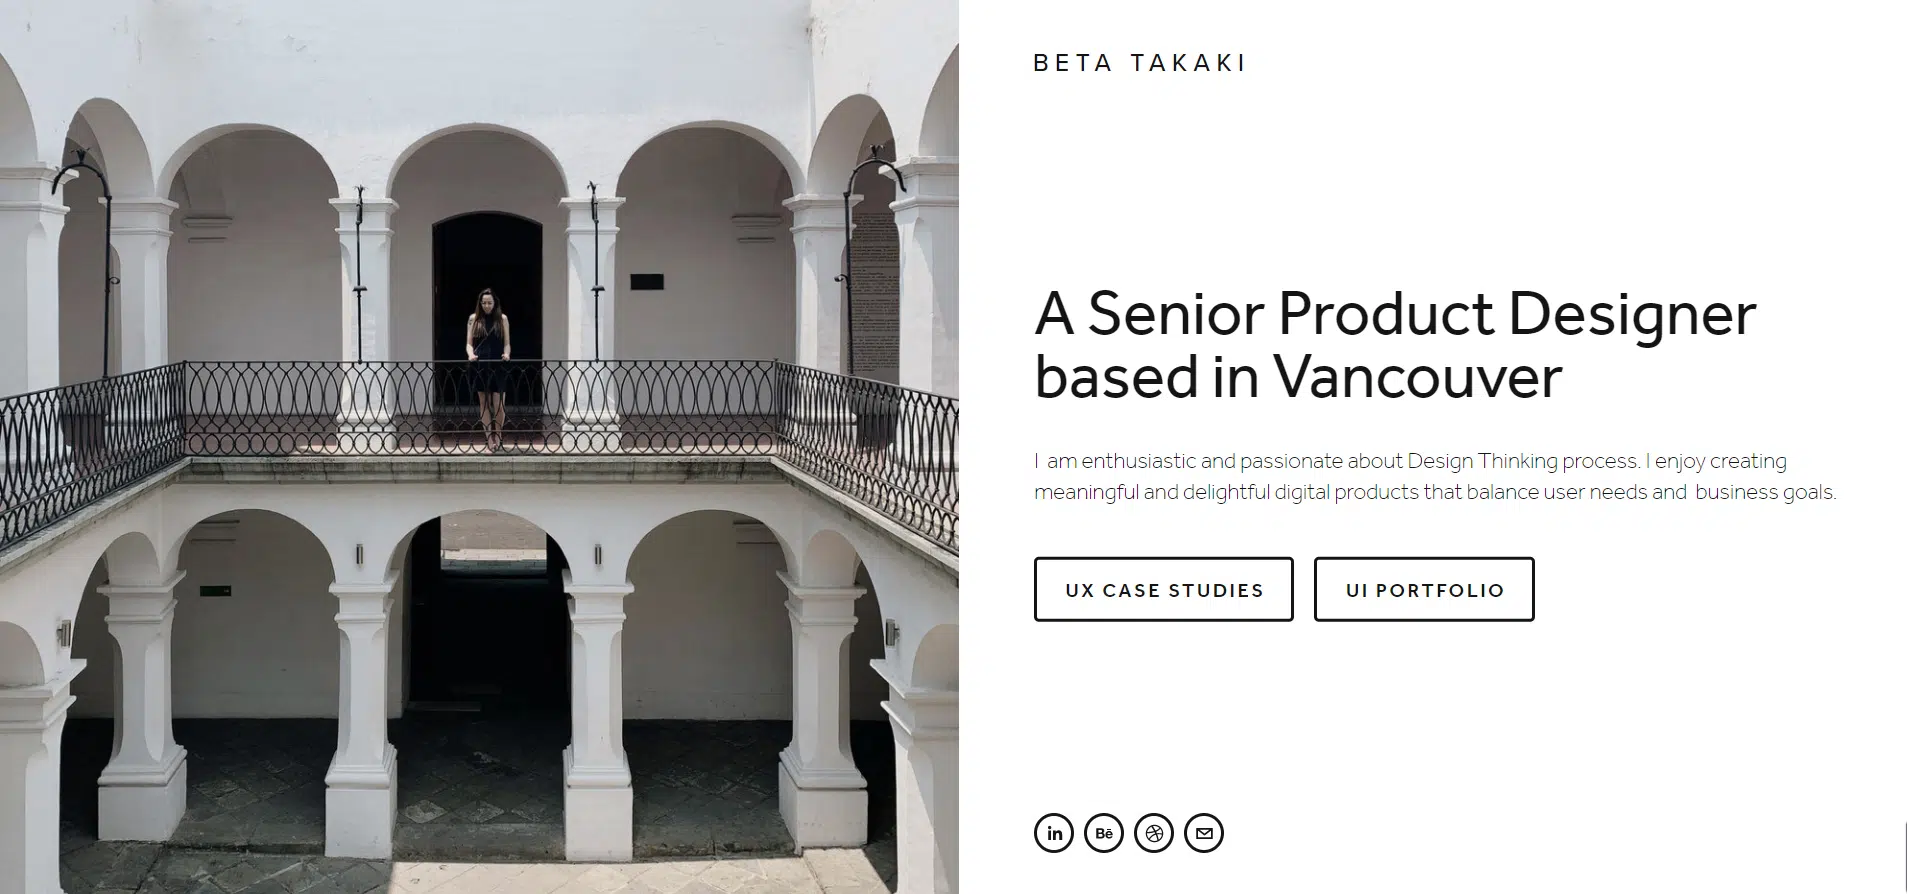 BETA TAKAKI
A Senior Product Designer
based in Vancouver
I am enthusiastic and passionate about Design Thinking process. I enjoy creating
meaningful and delightful digital products that balance user needs and business goals.
UX CASE STUDIES
UI PORTFOLIO
in
Bē